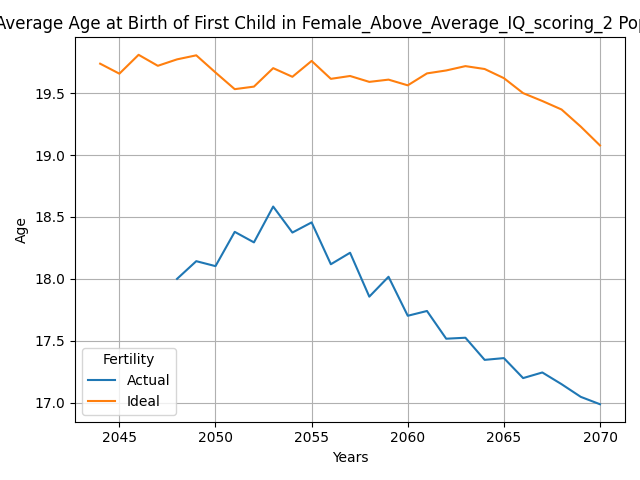 Average Age at Birth of First Child in Female_Above_Average_IQ_scoring_2
Age
19.5
19.0
18.5
18.0
17.5
17.0
Fertility
Actual
Ideal
2045 2050 2055 2060 2065 2070
Years